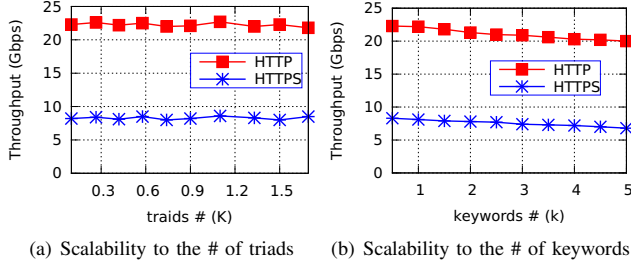 Throughput (Gbps)
25
20
15
10
5
0
HTTP
HTTPS
0.3 0.6 0.9 1.2 1.5
traids # (K)
(a) Scalability to the # of triads
Throughput (Gbps)
25
20
15
10
5
0
HTTP
HTTPS
1 2 3 4 5
keywords # (k)
(b) Scalability to the # of keywords